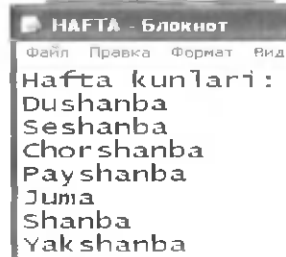 HAFTA - Блокнот
Файл Правка Формат Вид
Hafta kunlari:
Dushanba
Seshanba
Chorshanba
Payshanba
Juma
Shanba
Yakshanba